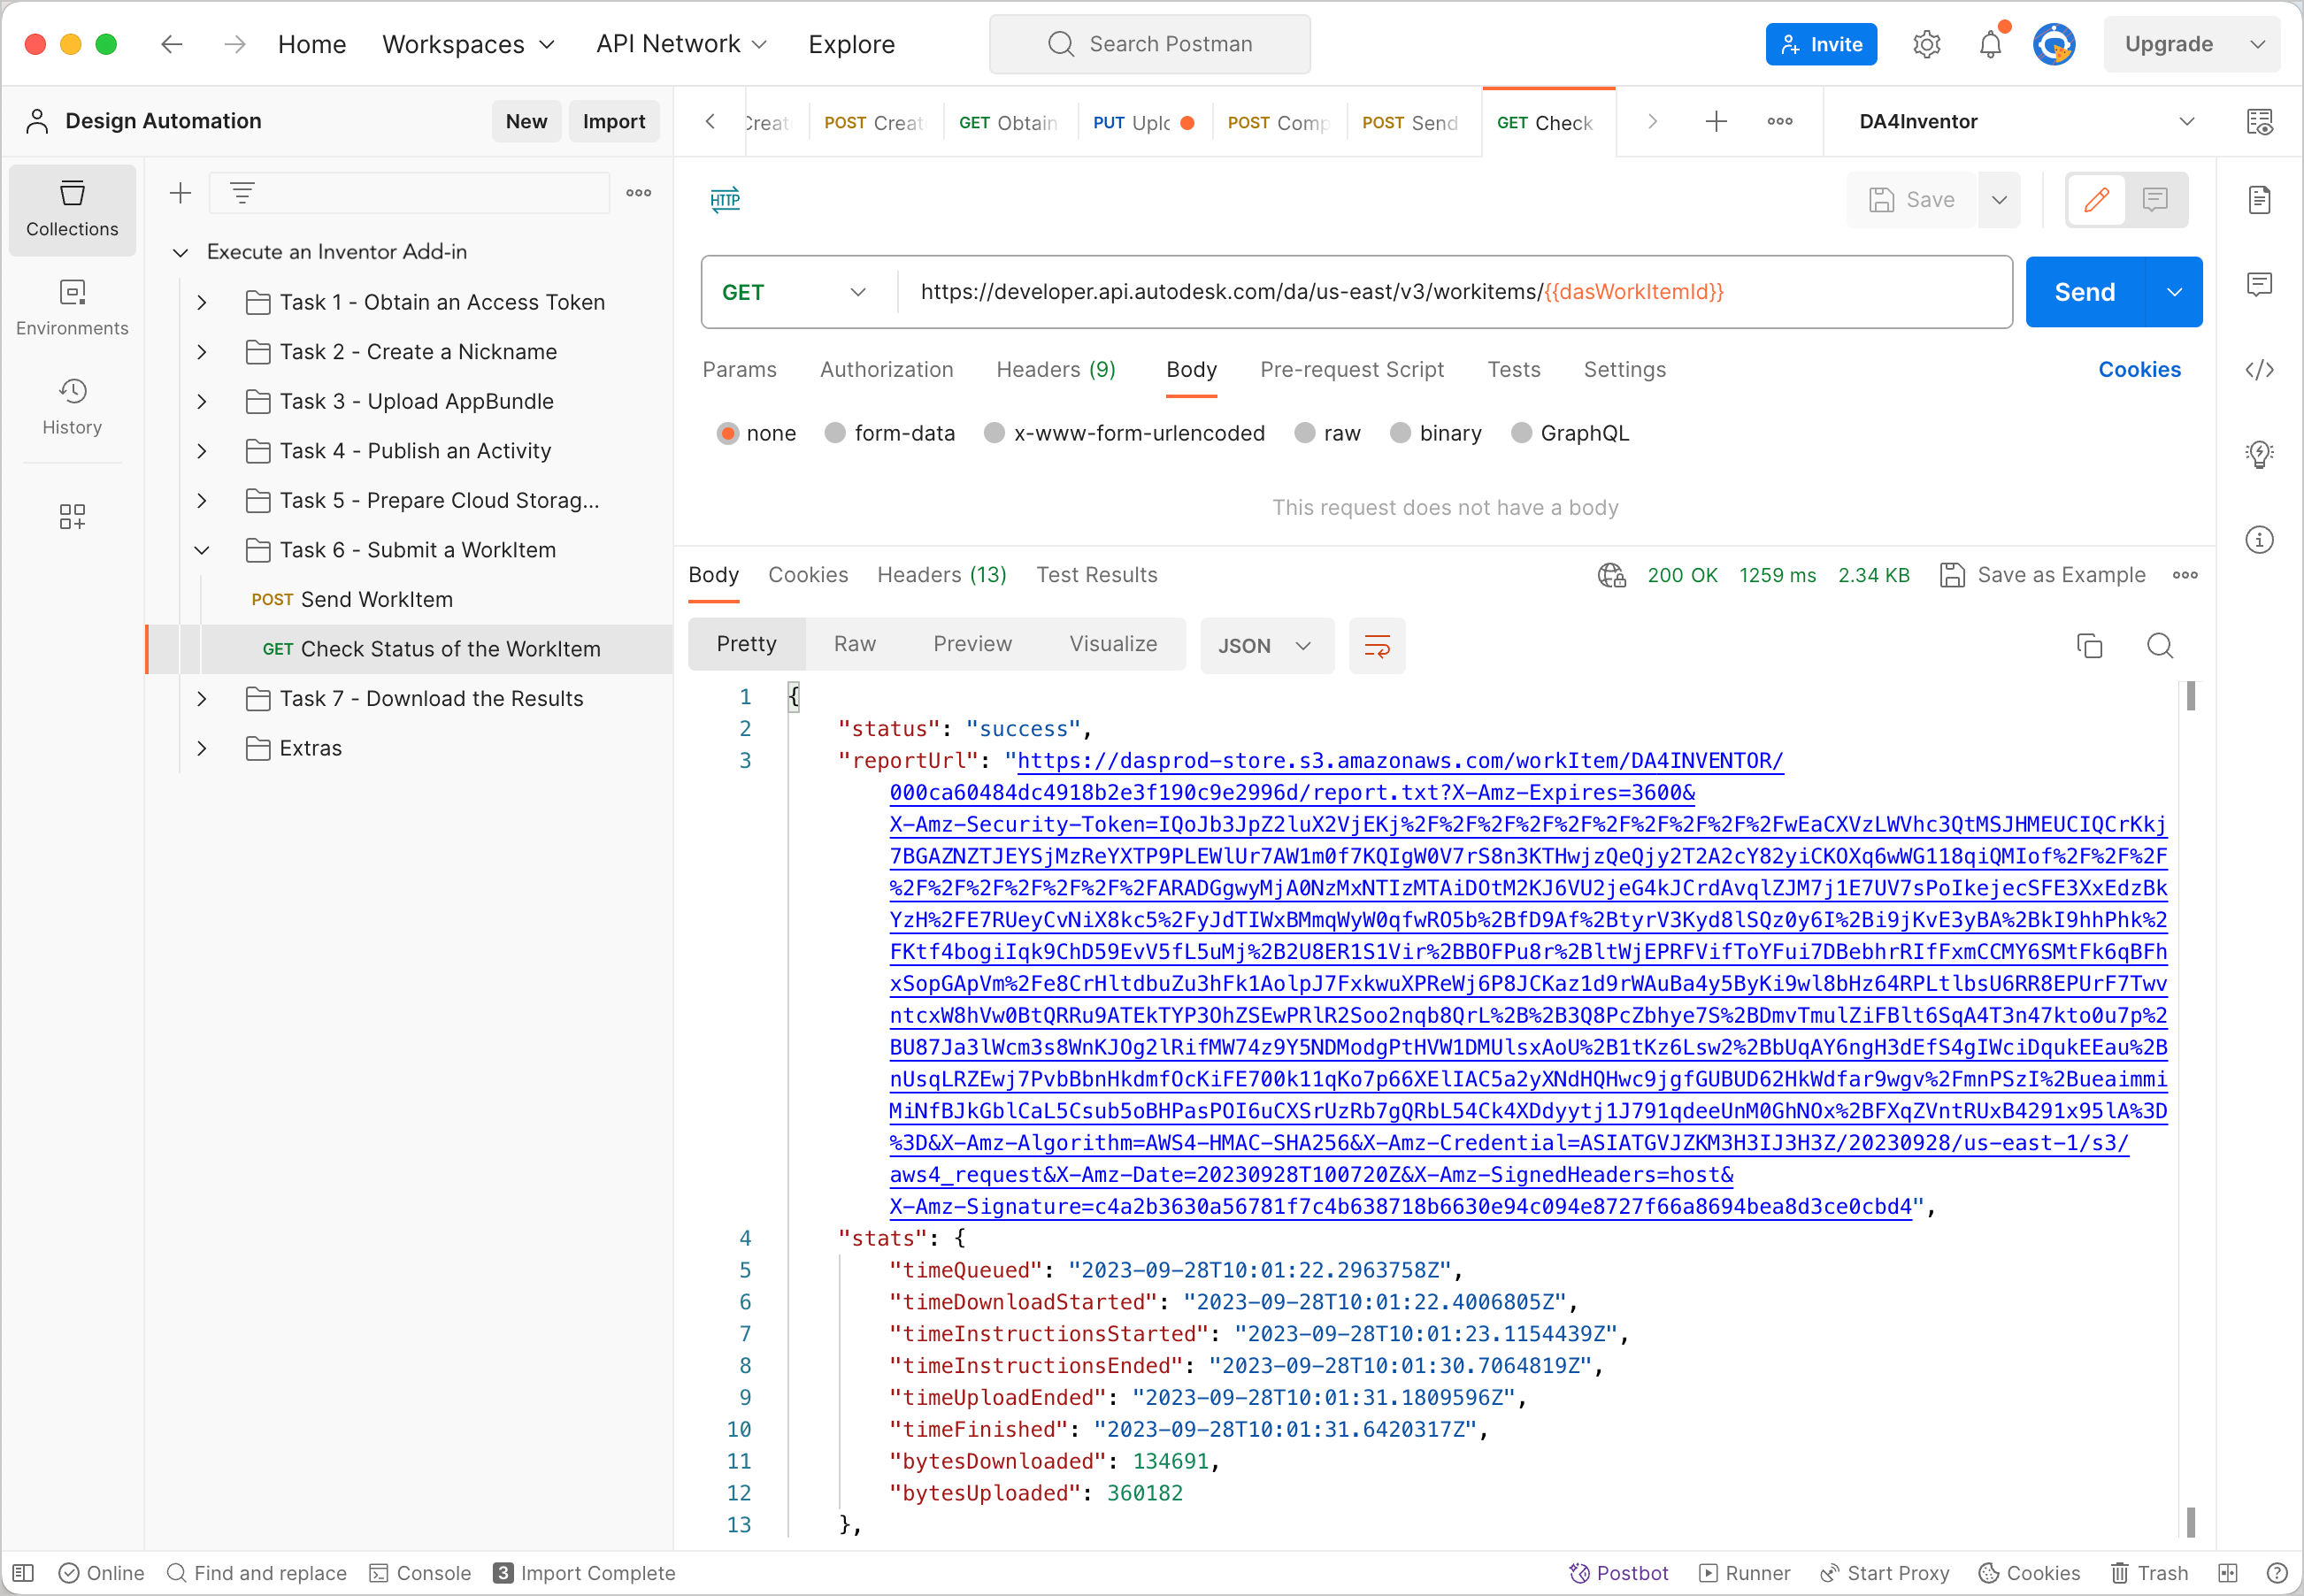 Home Workspaces API Network Explore Search Postman Invite Upgrade
Design Automation New Import POST Creat GET Obtain PUT Uplc POST Comp POST Send GET Check DA4Inventor
Collections
Environments
History
Execute an Inventor Add-in
Task 1 - Obtain an Access Token
Task 2 - Create a Nickname
Task 3 - Upload AppBundle
Task 4 - Publish an Activity
Task 5 - Prepare Cloud Storag...
Task 6 - Submit a WorkItem
POST Send WorkItem
GET Check Status of the WorkItem
Task 7 - Download the Results
Extras
HTTP Save
GET https://developer.api.autodesk.com/da/us-east/v3/workitems/{{dasWorkItemId}} Send
Params Authorization Headers (9) Body Pre-request Script Tests Settings Cookies
none form-data x-www-form-urlencoded raw binary GraphQL
This request does not have a body
Body Cookies Headers (13) Test Results 200 OK 1259 ms 2.34 KB Save as Example
Pretty Raw Preview Visualize JSON
1 {
2 "status": "success",
3 "reportUrl": "https://dasprod-store.s3.amazonaws.com/workItem/DA4INVENTOR/
000ca60484dc4918b2e3f190c9e2996d/report.txt?X-Amz-Expires=3600&
X-Amz-Security-Token=IQoJb3JpZ2luX2VjEKj%2F%2F%2F%2F%2F%2F%2F%2F%2F%2FwEaCXVzLWVhc3QtMSJHMEUCIQCrKkj
7BGAZNZTJEYSjMzReYXTP9PLEWlUr7AW1m0f7KQIgW0V7rS8n3KTHwjzQeQjy2T2A2cY82yiCKOXq6wWG118qiQMIof%2F%2F%2F
%2F%2F%2F%2F%2F%2F%2FARADGgwyMjA0NzMxNTIzMTAiDOtM2KJ6VU2jeG4kJCrdAvqlZJM7j1E7UV7sPoIkejecSFE3XxEdzBk
YzH%2FE7RUeyCvNiX8kc5%2FyJdTIWxBMmqWyW0qfwRO5b%2BfD9Af%2BtyrV3Kyd8lSQz0y6I%2Bi9jKvE3yBA%2BkI9hhPhk%2
FKtf4bogiIqk9ChD59EvV5fL5uMj%2B2U8ER1S1Vir%2BBOFPu8r%2BltWjEPRFVifToYFui7DBebhrRIfFxmCCMY6SMtFk6qBFh
xSopGApVm%2Fe8CrHltdbuZu3hFk1AolpJ7FxkwuXPReWj6P8JCKaz1d9rWAuBa4y5ByKi9wl8bHz64RPLtlbsU6RR8EPUrF7Twv
ntcxW8hVw0BtQRRu9ATEkTYP3OhZSEwPRlR2Soo2nqb8QrL%2B%2B3Q8PcZbhye7S%2BDmvTmulZiFBlt6SqA4T3n47kto0u7p%2
BU87Ja3lWcm3s8WnKJOg2lRifMW74z9Y5NDModgPtHVW1DMUlsxAoU%2B1tKz6Lsw2%2BbUqAY6ngH3dEfS4gIWciDqukEEau%2B
nUsqLRZEwj7PvbBbnHkdmfOcKiFE700k11qKo7p66XElIAC5a2yXNdHQHwc9jgfGUBUD62HkWdfar9wgv%2FmnPSzI%2Bueaimmi
MiNfBJkGblCaL5Csub5oBHPasPOI6uCXSrUzRb7gQRbL54Ck4XDdyytj1J791qdeeUnM0GhNOx%2BFXqZVntRUxB4291x95lA%3D
%3D&X-Amz-Algorithm=AWS4-HMAC-SHA256&X-Amz-Credential=ASIATGVJZKM3H3IJ3H3Z/20230928/us-east-1/s3/
aws4_request&X-Amz-Date=20230928T100720Z&X-Amz-SignedHeaders=host&
X-Amz-Signature=c4a2b3630a56781f7c4b638718b6630e94c094e8727f66a8694bea8d3ce0cbd4",
4 "stats": {
5 "timeQueued": "2023-09-28T10:01:22.2963758Z",
6 "timeDownloadStarted": "2023-09-28T10:01:22.4006805Z",
7 "timeInstructionsStarted": "2023-09-28T10:01:23.1154439Z",
8 "timeInstructionsEnded": "2023-09-28T10:01:30.7064819Z",
9 "timeUploadEnded": "2023-09-28T10:01:31.1809596Z",
10 "timeFinished": "2023-09-28T10:01:31.6420317Z",
11 "bytesDownloaded": 134691,
12 "bytesUploaded": 360182
13 },
Online Find and replace Console 3 Import Complete Postbot Runner Start Proxy Cookies Trash